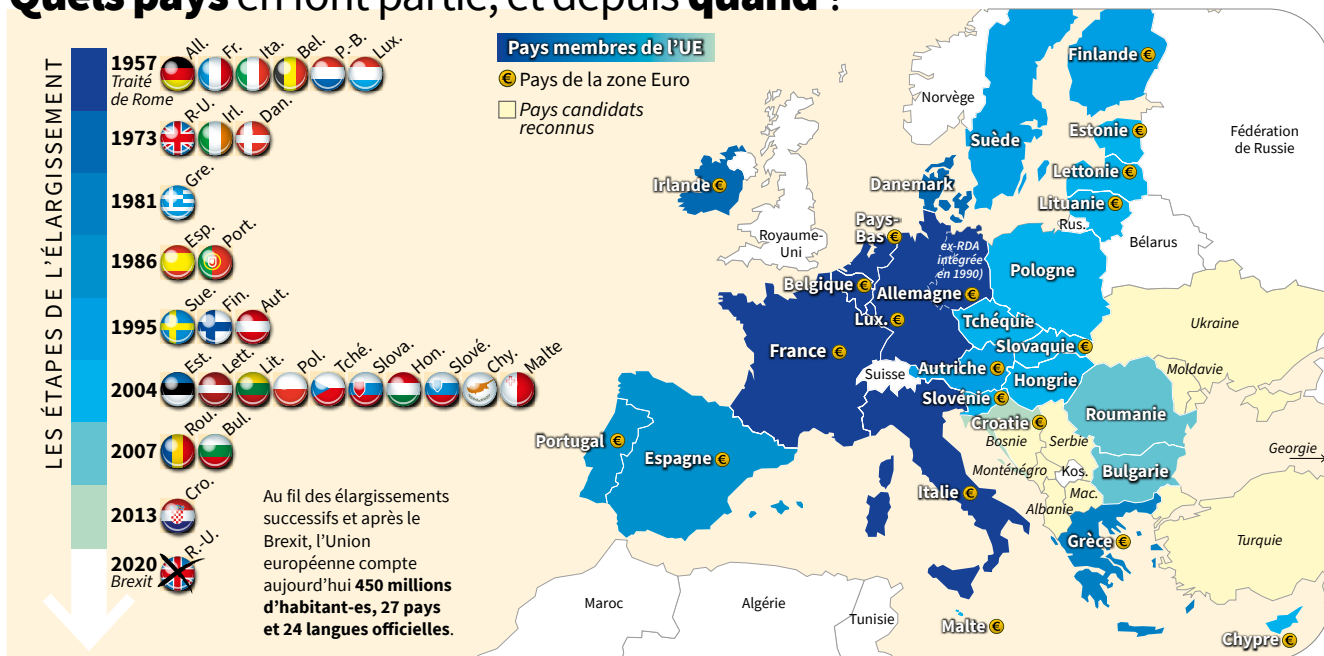 Quels pays en font partie, et depuis quand ?
LES ÉTAPES DE L'ÉLARGISSEMENT
1957
Traité
de Rome
All.
Fr.
Ita.
Bel.
P.-B.
Lux.
1973
R-U.
Irl.
Dan.
1981
Gre.
1986
Esp.
Port.
1995
Sue.
Fin.
Aut.
2004
Est.
Lett.
Lit.
Pol.
Tché.
Slova.
Hon.
Slové.
Chy.
Malte
2007
Rou.
Bul.
2013
Cro.
2020
Brexit
R.-U.
Au fil des élargissements
successifs et après le
Brexit, l'Union
européenne compte
aujourd'hui 450 millions
d'habitant-es, 27 pays
et 24 langues officielles.
Pays membres de l'UE
€ Pays de la zone Euro
Pays candidats
reconnus
Finlande €
Norvège
Suède
Estonie €
Fédération
de Russie
Lettonie €
Irlande €
Danemark
Lituanie €
Rus.
Pays-
Bas €
Royaume-
Uni
Bélarus
ex-RDA
intégrée
en 1990)
Pologne
Belgique €
Allemagne €
Lux. €
Tchéquie
Ukraine
France €
Slovaquie €
Suisse
Autriche €
Moldavie
Hongrie
Slovénie €
Roumanie
Croatie €
Portugal €
Bosnie
Serbie
Georgie
Espagne €
Monténégro
Kos.
Bulgarie
Italie €
Mac.
Albanie
Grèce €
Turquie
Maroc
Algérie
Tunisie
Malte €
Chypre €